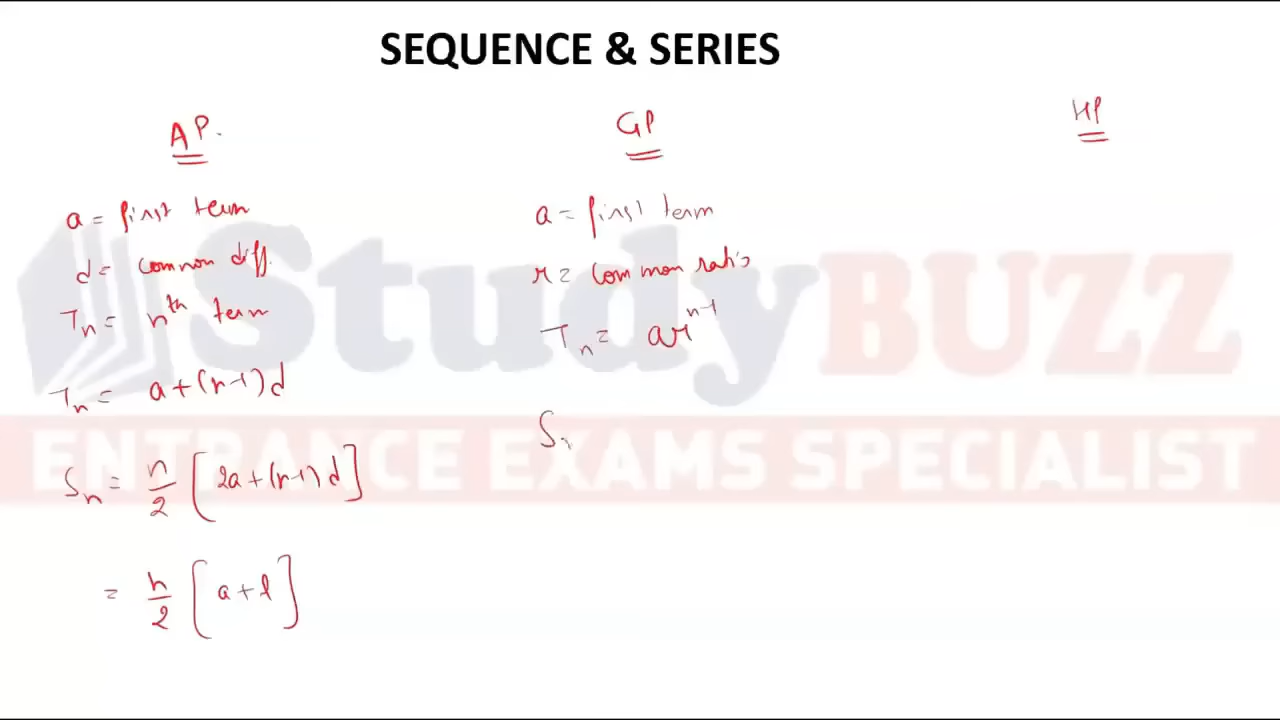 SEQUENCE & SERIES
AP.
a = first term
d = common diff.
Tn = nth term
Tn = a+(n-1)d
Sn = n/2 [2a+(n-1)d]
= n/2 [a+l]
GP
a = first term
r = Common ratio
Tn = ar^n-1
S
HP
StudyBUZZ
ENTRANCE EXAMS SPECIALIST